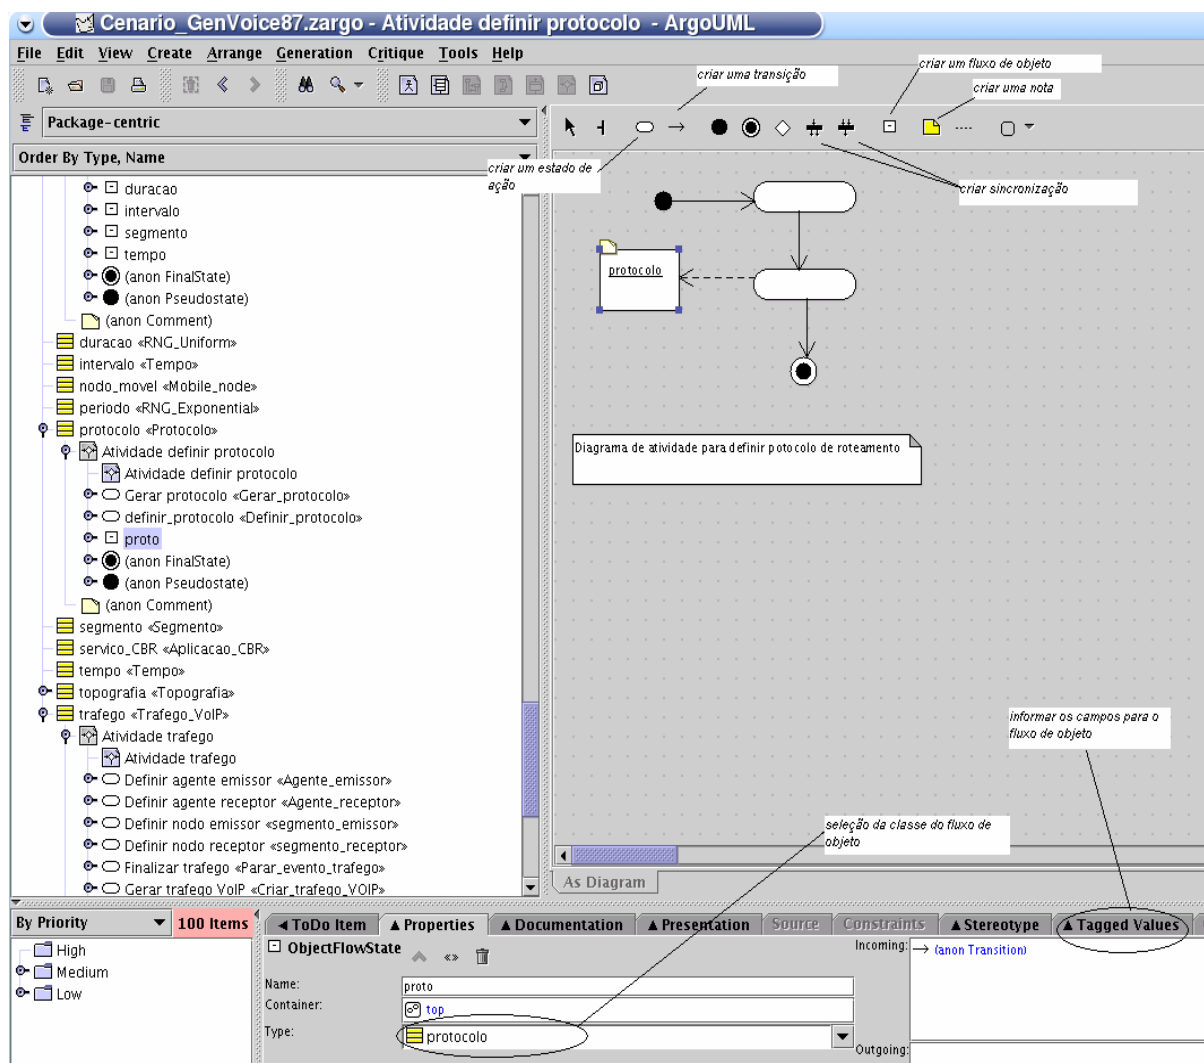 Cenario_GenVoice87.zargo - Atividade definir protocolo - ArgoUML
File Edit View Create Arrange Generation Critique Tools Help
criar uma transição
criar um fluxo de objeto
criar uma nota
Package-centric
Order By Type, Name
criar um estado de
ação
criar sincronização
duracao
intervalo
segmento
tempo
(anon FinalState)
(anon Pseudostate)
(anon Comment)
duracao «RNG_Uniform»
intervalo «Tempo»
nodo_movel «Mobile_node»
periodo «RNG_Exponential»
protocolo «Protocolo»
Atividade definir protocolo
Atividade definir protocolo
Gerar protocolo «Gerar_protocolo»
definir_protocolo «Definir_protocolo»
proto
(anon FinalState)
(anon Pseudostate)
(anon Comment)
segmento «Segmento»
servico_CBR «Aplicacao_CBR»
tempo «Tempo»
topografia «Topografia»
trafego «Trafego_VoIP»
Atividade trafego
Atividade trafego
Definir agente emissor «Agente_emissor»
Definir agente receptor «Agente_receptor»
Definir nodo emissor «segmento_emissor»
Definir nodo receptor «segmento_receptor»
Finalizar trafego «Parar_evento_trafego»
Gerar trafego VoIP «Criar_trafego_VOIP»
protocolo
Diagrama de atividade para definir potocolo de roteamento
informar os campos para o
fluxo de objeto
seleção da classe do fluxo de
objeto
As Diagram
By Priority
100 Items
High
Medium
Low
ToDo Item
Properties
Documentation
Presentation
Source
Constraints
Stereotype
Tagged Values
ObjectFlowState
Name:
proto
Container:
top
Type:
protocolo
Incoming:
(anon Transition)
Outgoing: